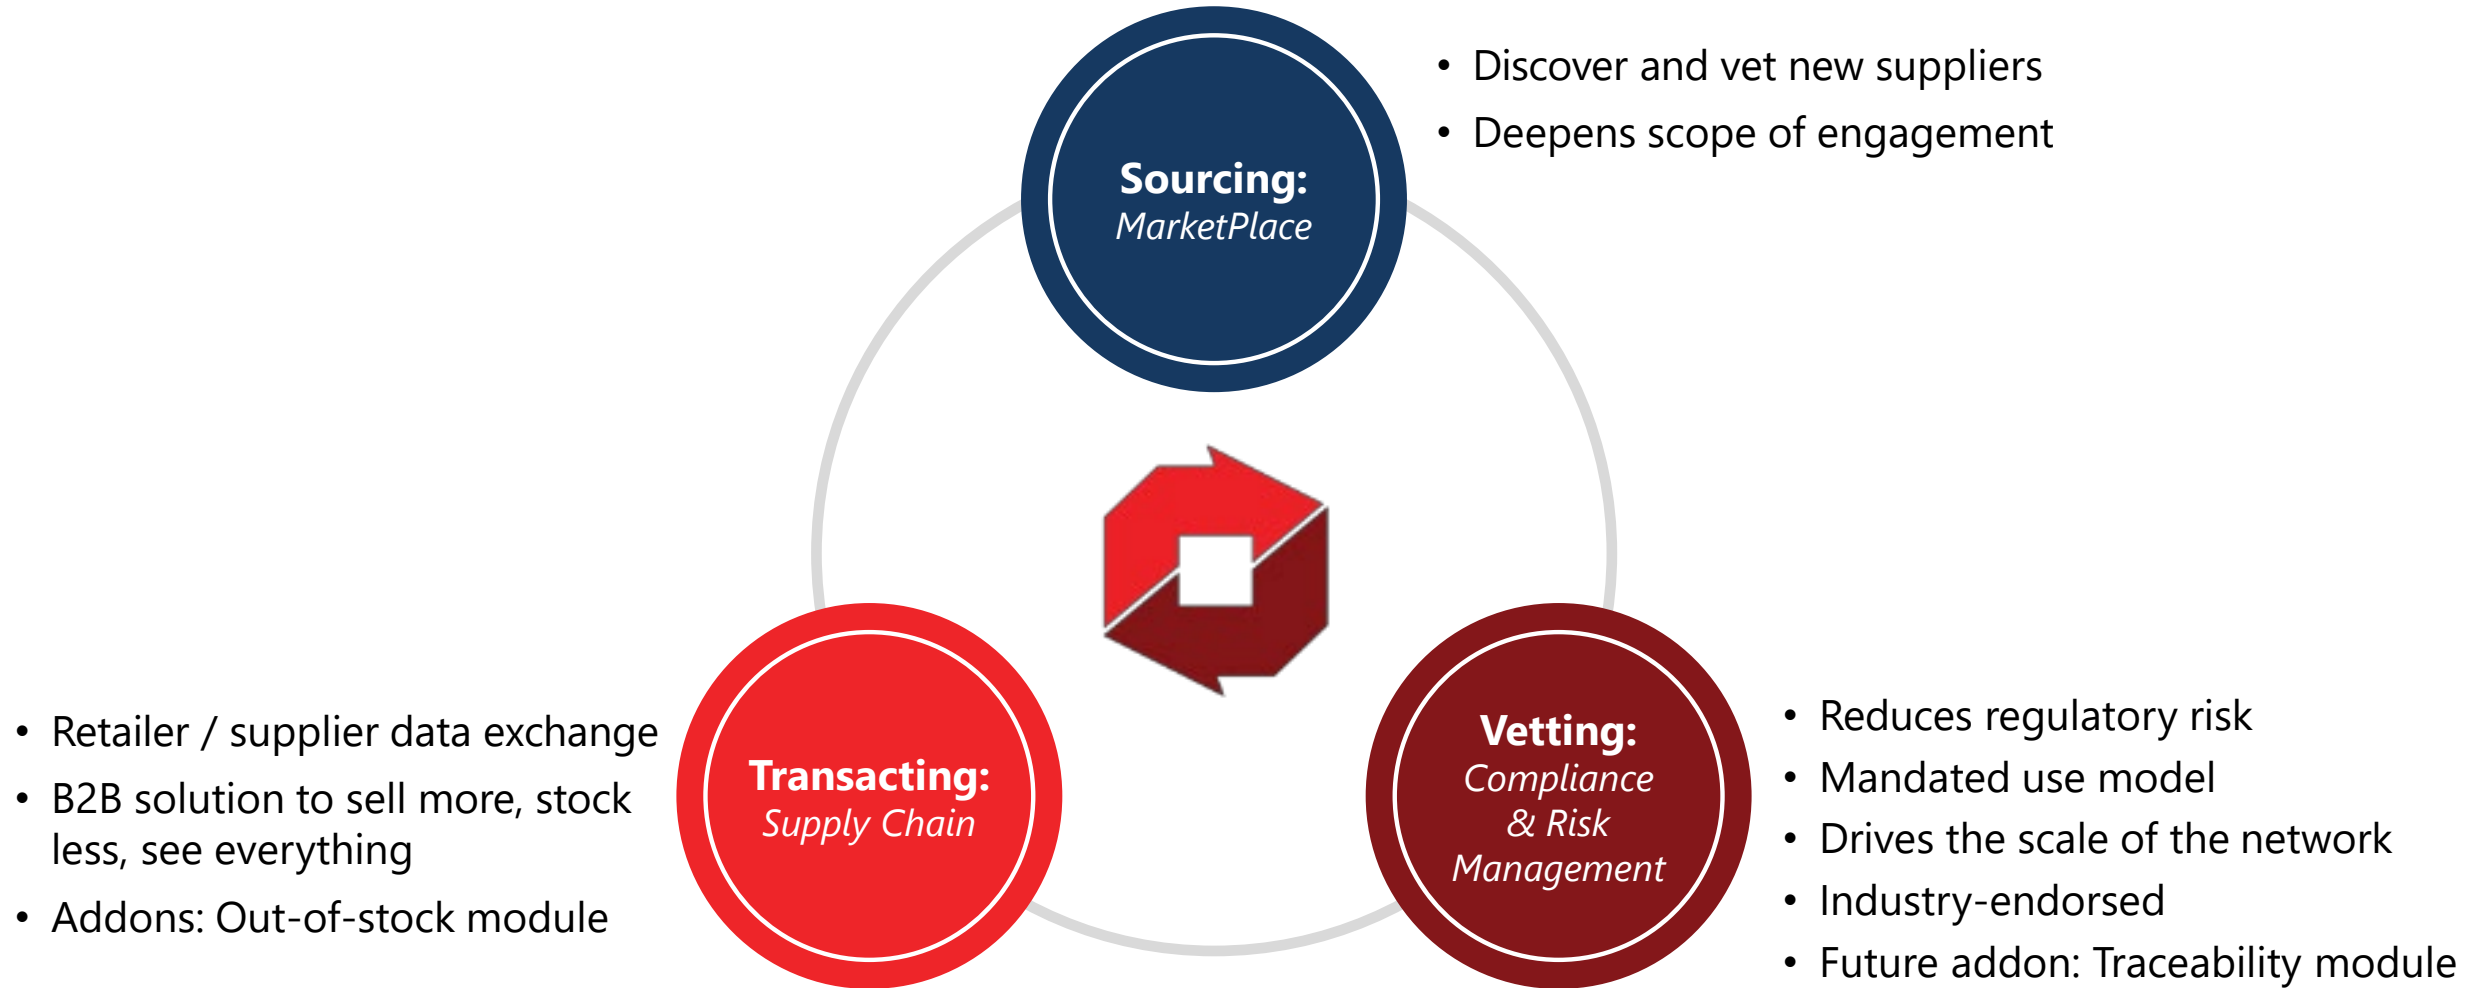 • Discover and vet new suppliers
• Deepens scope of engagement
Sourcing:
MarketPlace
• Retailer / supplier data exchange
• B2B solution to sell more, stock
less, see everything
• Addons: Out-of-stock module
Transacting:
Supply Chain
Vetting:
Compliance
& Risk
Management
• Reduces regulatory risk
• Mandated use model
• Drives the scale of the network
• Industry-endorsed
• Future addon: Traceability module